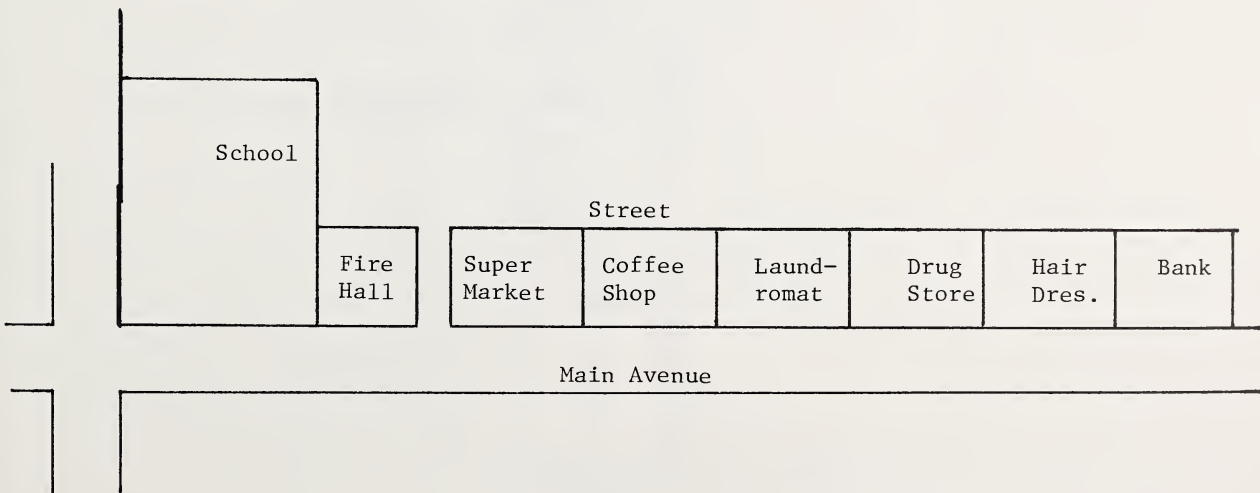 School
Street
Fire
Hall
Super
Market
Coffee
Shop
Laund-
romat
Drug
Store
Hair
Dres.
Bank
Main Avenue